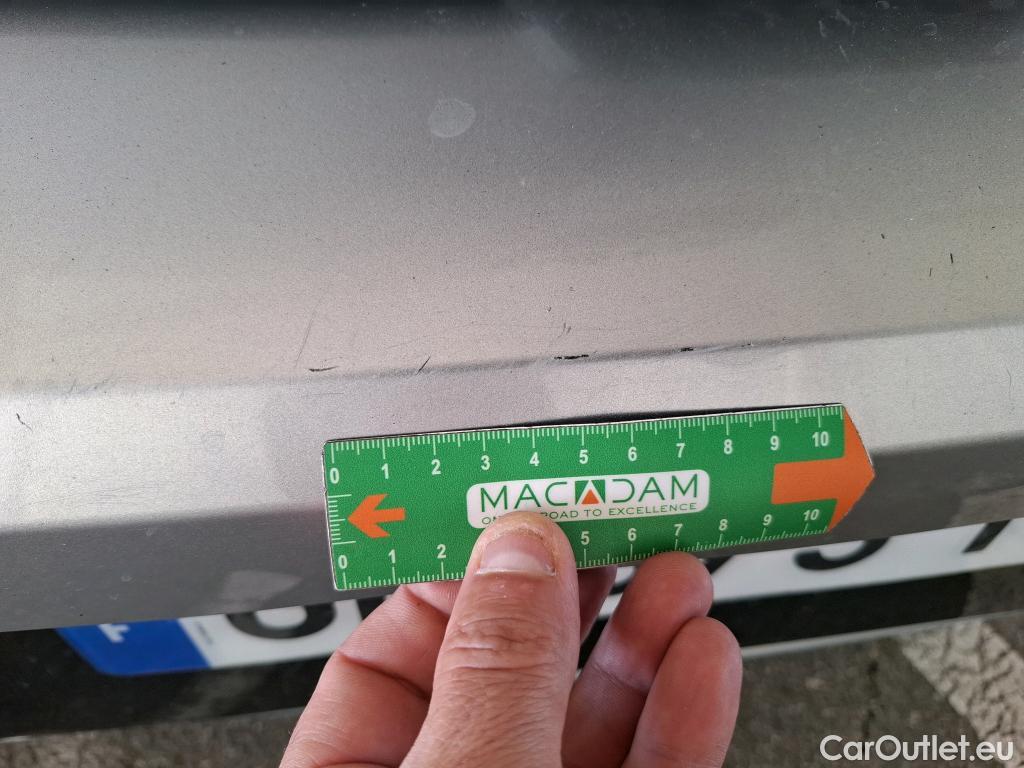 0 1 2 3 4 5 6 7 8 9 10
MACADAM
ROAD TO EXCELLENCE
0 1 2 5 6 7 8 9 10
CarOutlet.eu